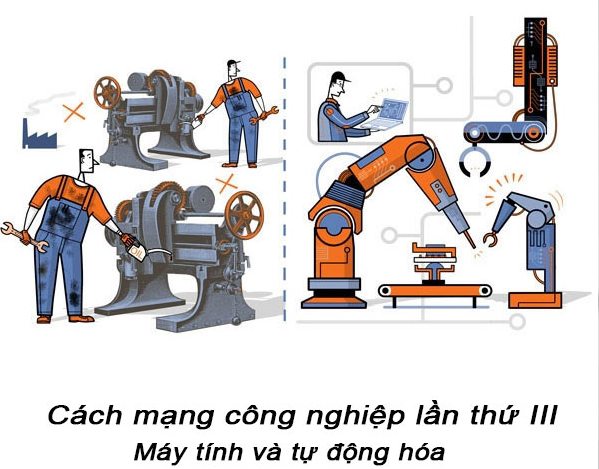 Cách mạng công nghiệp lần thứ III
Máy tính và tự động hóa